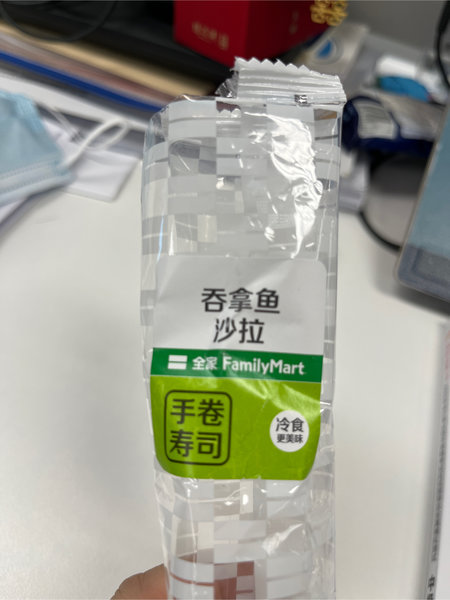 吞拿鱼
沙拉
全家 FamilyMart
手卷
寿司
冷食
更美味